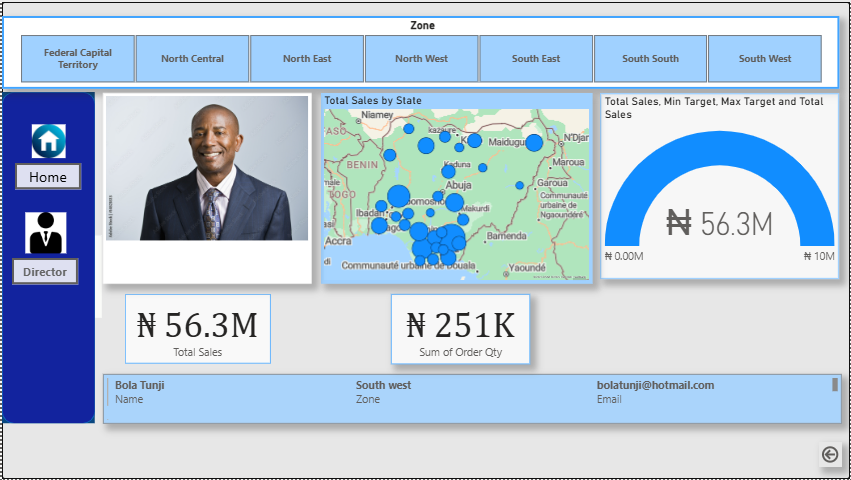 Zone
Federal Capital
Territory
North Central
North East
North West
South East
South South
South West
Home
Director
Total Sales by State
Niamey
BENIN
Maidugu
N'Djar
Maroua
Kaduna
Abuja
Garoua
Communauté
urbaine de
Ngaoundéré
Makurdi
Ibadan
Accra
Bamenda
Communauté urbaine de Douala
Yaoundé
Total Sales, Min Target, Max Target and Total
Sales
₦ 56.3M
₦ 0.00M
₦ 10M
₦ 56.3M
Total Sales
₦ 251K
Sum of Order Qty
Bola Tunji
Name
South west
Zone
bolatunji@hotmail.com
Email